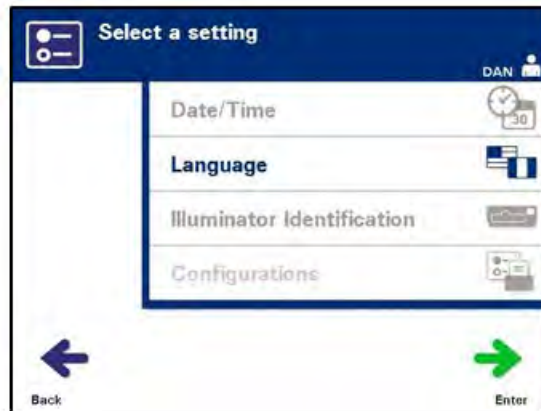 Select a setting
DAN
Date/Time
30
Language
Illuminator Identification
Configurations
Back
Enter